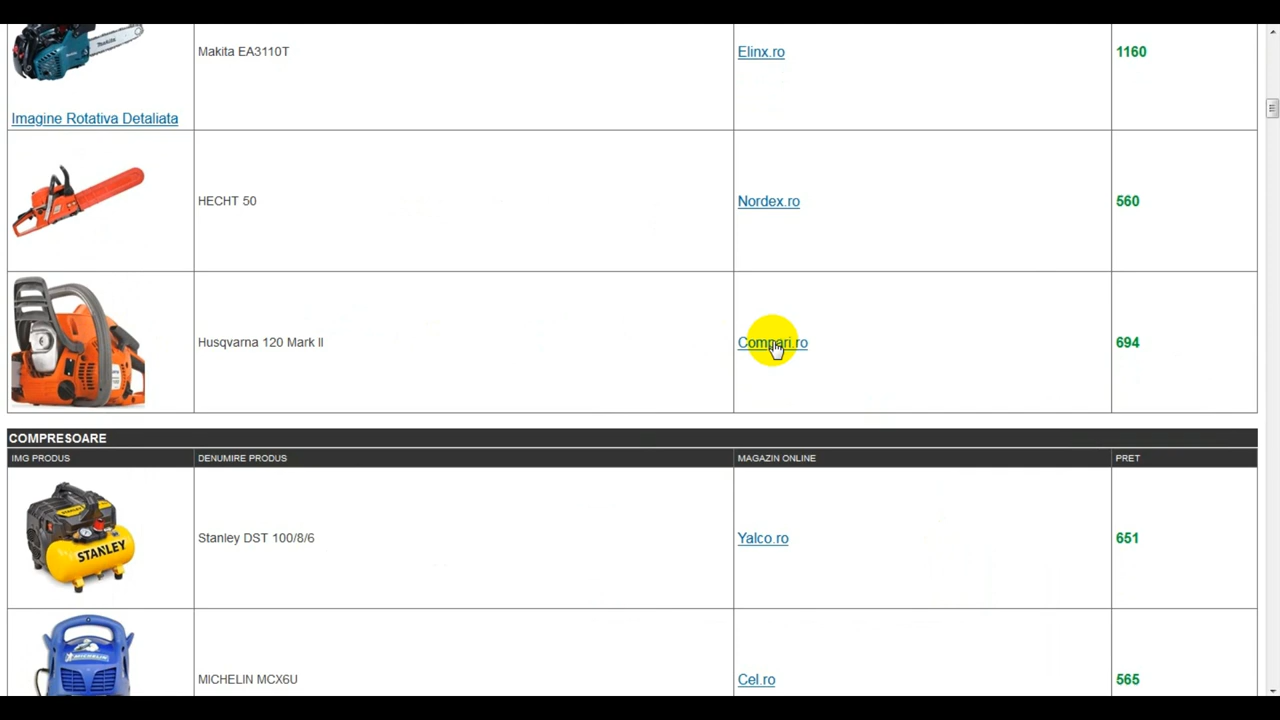 Makita EA3110T
Elinx.ro
1160
Imagine Rotativa Detaliata
HECHT 50
Nordex.ro
560
Husqvarna 120 Mark II
Compari.ro
694
COMPRESOARE
IMG PRODUS
DENUMIRE PRODUS
MAGAZIN ONLINE
PRET
STANLEY
Stanley DST 100/8/6
Yalco.ro
651
MICHELIN
MICHELIN MCX6U
Cel.ro
565